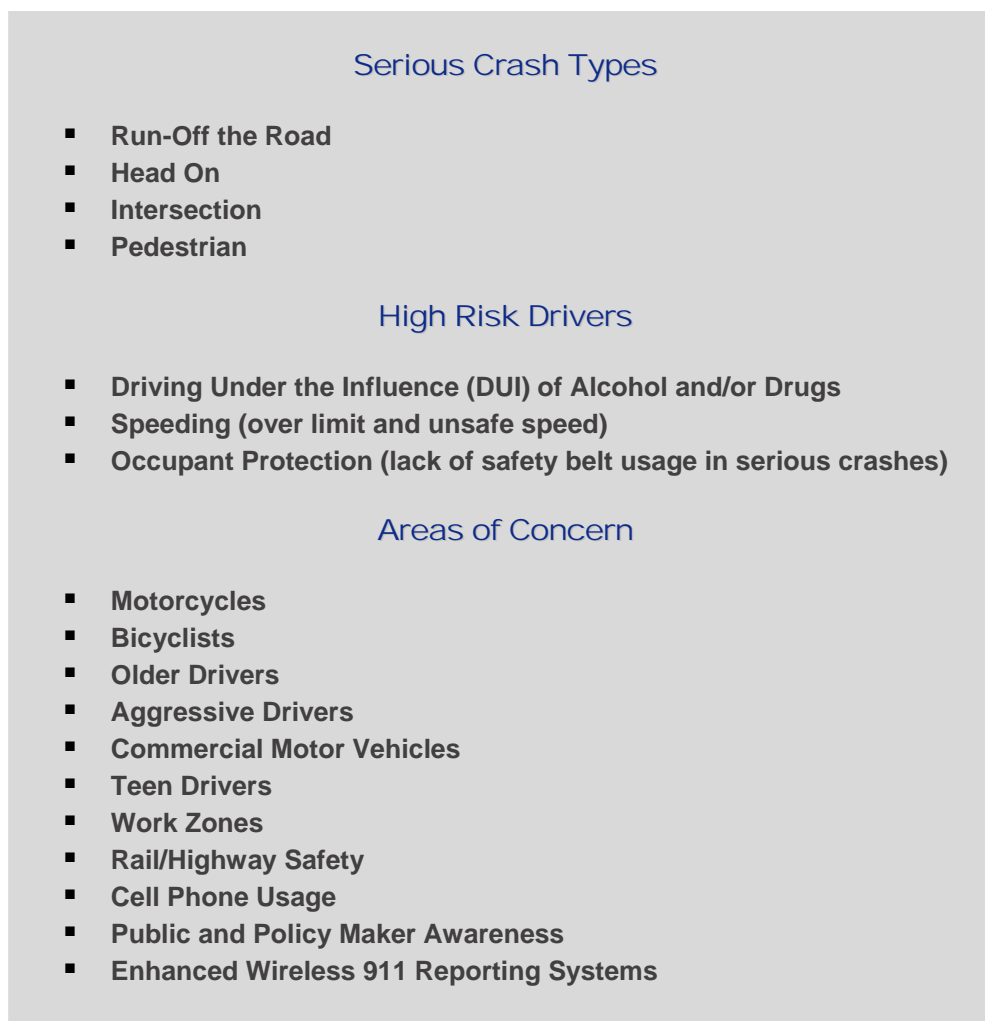 Serious Crash Types
▪ Run-Off the Road
▪ Head On
▪ Intersection
▪ Pedestrian
High Risk Drivers
▪ Driving Under the Influence (DUI) of Alcohol and/or Drugs
▪ Speeding (over limit and unsafe speed)
▪ Occupant Protection (lack of safety belt usage in serious crashes)
Areas of Concern
▪ Motorcycles
▪ Bicyclists
▪ Older Drivers
▪ Aggressive Drivers
▪ Commercial Motor Vehicles
▪ Teen Drivers
▪ Work Zones
▪ Rail/Highway Safety
▪ Cell Phone Usage
▪ Public and Policy Maker Awareness
▪ Enhanced Wireless 911 Reporting Systems